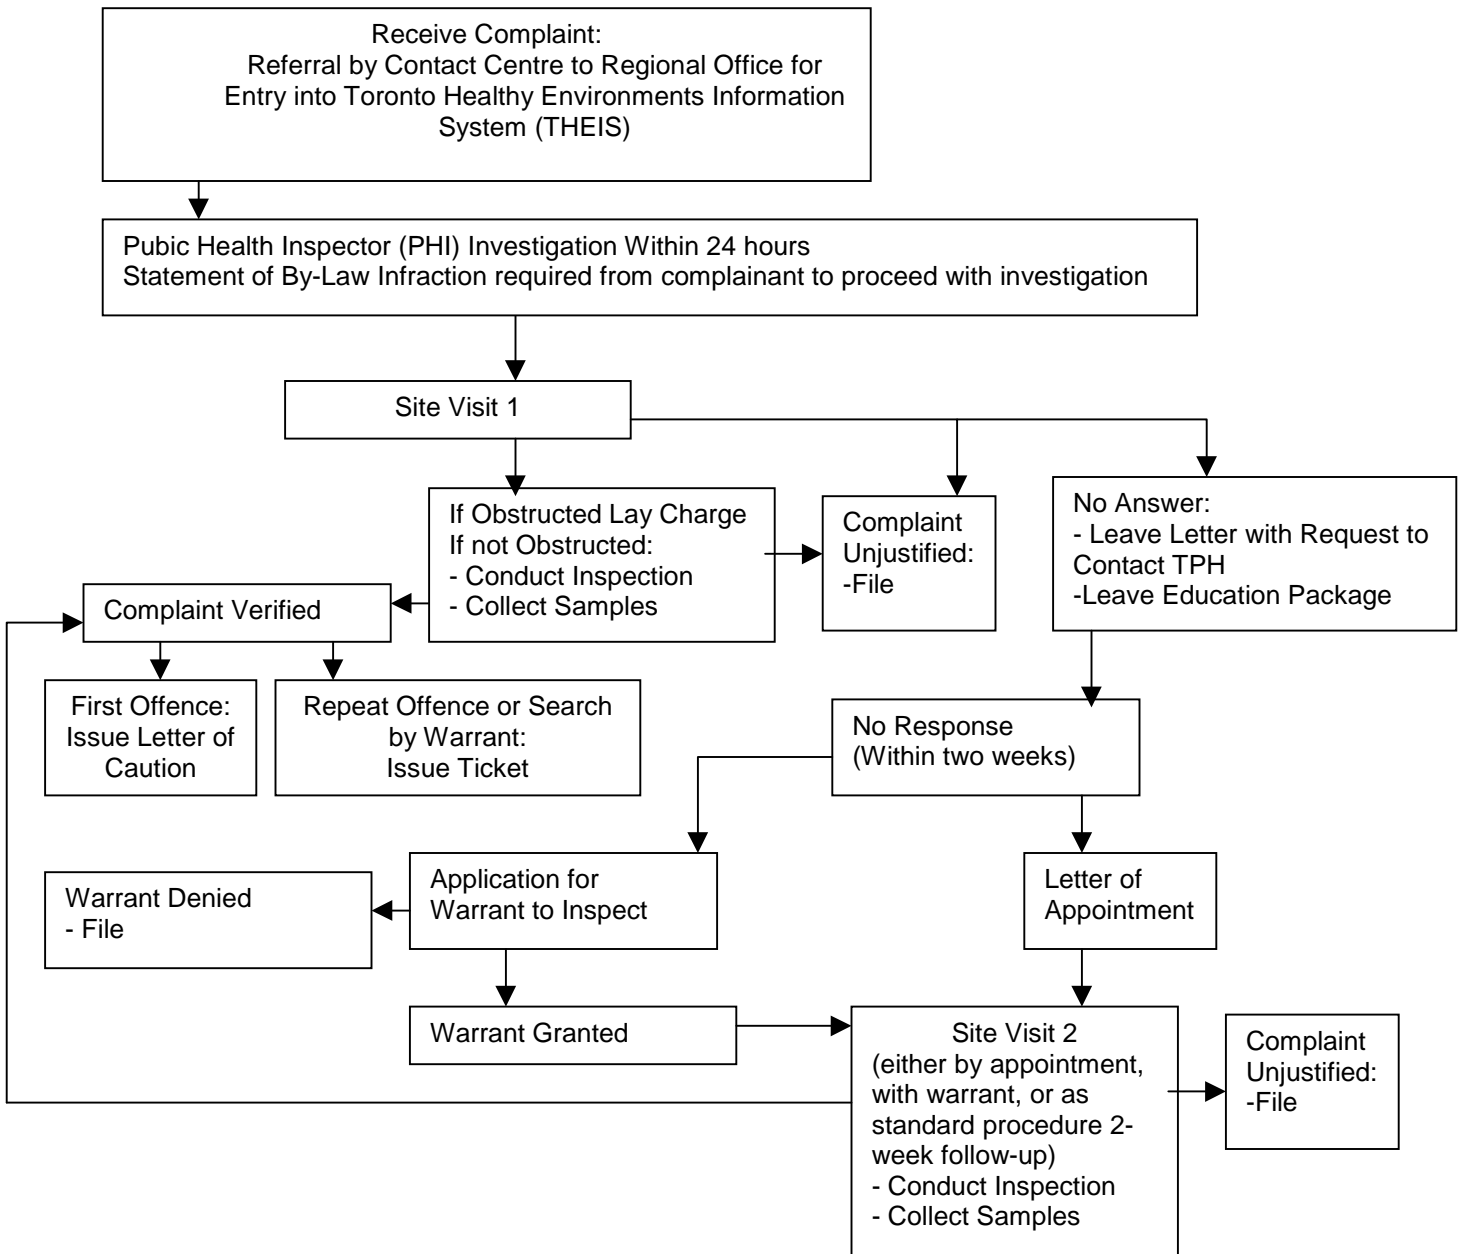 Receive Complaint:
Referral by Contact Centre to Regional Office for
Entry into Toronto Healthy Environments Information
System (THEIS)
Pubic Health Inspector (PHI) Investigation Within 24 hours
Statement of By-Law Infraction required from complainant to proceed with investigation
Site Visit 1
If Obstructed Lay Charge
If not Obstructed:
- Conduct Inspection
- Collect Samples
Complaint
Unjustified:
-File
No Answer:
- Leave Letter with Request to
Contact TPH
-Leave Education Package
Complaint Verified
First Offence:
Issue Letter of
Caution
Repeat Offence or Search
by Warrant:
Issue Ticket
No Response
(Within two weeks)
Warrant Denied
- File
Application for
Warrant to Inspect
Letter of
Appointment
Warrant Granted
Site Visit 2
(either by appointment,
with warrant, or as
standard procedure 2-
week follow-up)
- Conduct Inspection
- Collect Samples
Complaint
Unjustified:
-File